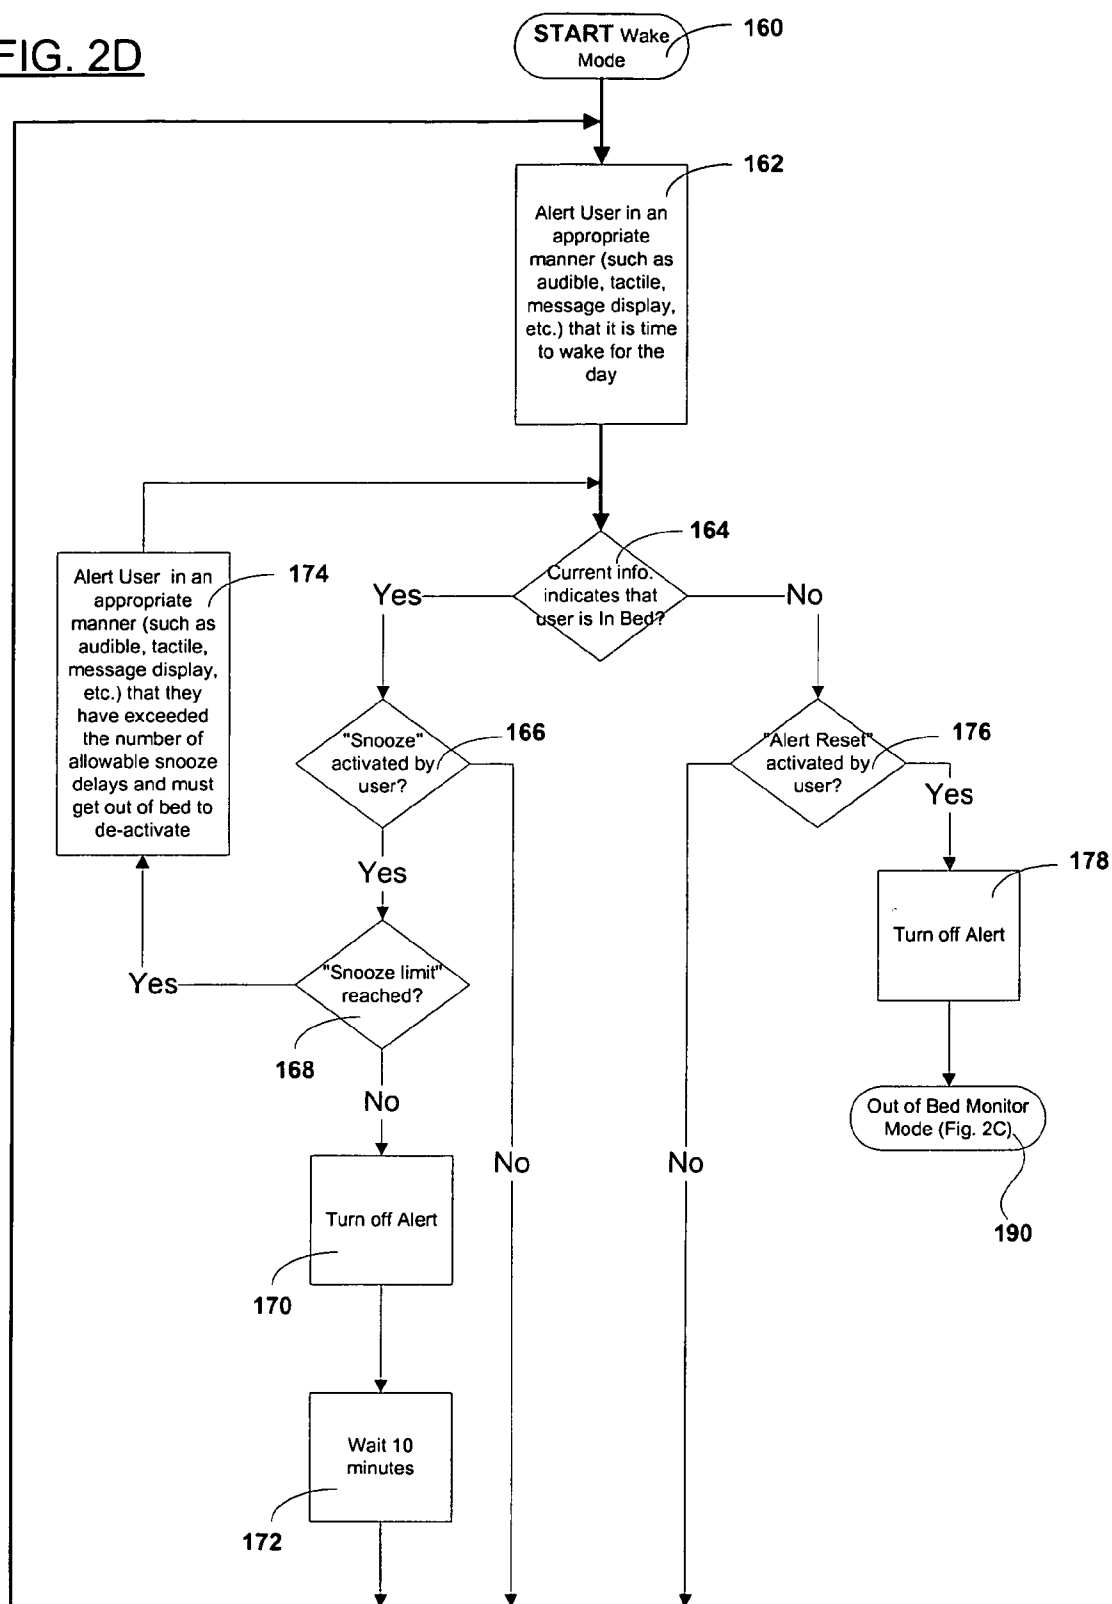 FIG. 2D
START Wake
Mode
160
162
Alert User in an
appropriate
manner (such as
audible, tactile,
message display,
etc.) that it is time
to wake for the
day
164
Current info.
indicates that
user is In Bed?
Yes
No
174
Alert User in an
appropriate
manner (such as
audible, tactile,
message display,
etc.) that they
have exceeded
the number of
allowable snooze
delays and must
get out of bed to
de-activate
"Snooze"
activated by
user?
166
"Alert Reset"
activated by
user?
176
Yes
Yes
178
Turn off Alert
"Snooze limit"
reached?
Yes
168
No
Out of Bed Monitor
Mode (Fig. 2C)
190
No
No
Turn off Alert
170
Wait 10
minutes
172